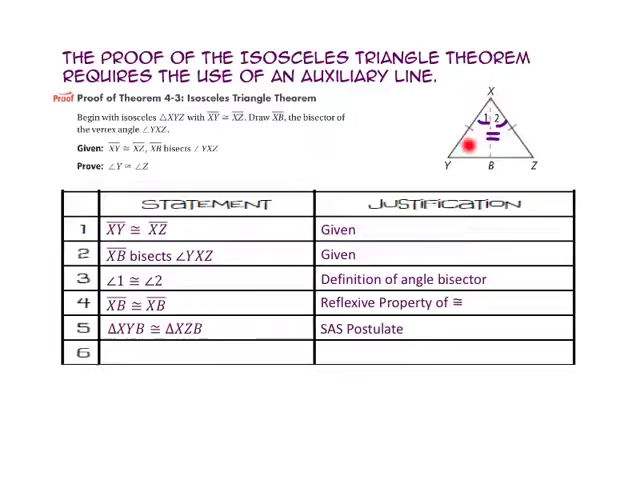 THE PROOF OF THE ISOSCELES TRIANGLE THEOREM
REQUIRES THE USE OF AN AUXILIARY LINE.
Proof Proof of Theorem 4-3: Isosceles Triangle Theorem
Begin with isosceles △XYZ with XY ≅ XZ. Draw XB, the bisector
of the vertex angle ∠YXZ.
Given: XY ≅ XZ, XB bisects ∠YXZ
Prove: ∠Y ≅ ∠Z
X
1 2
Y B Z
STATEMENT JUSTIFICATION
1 XY ≅ XZ Given
2 XB bisects ∠YXZ Given
3 ∠1 ≅ ∠2 Definition of angle bisector
4 XB ≅ XB Reflexive Property of ≅
5 ΔXYB ≅ ΔXZB SAS Postulate
6